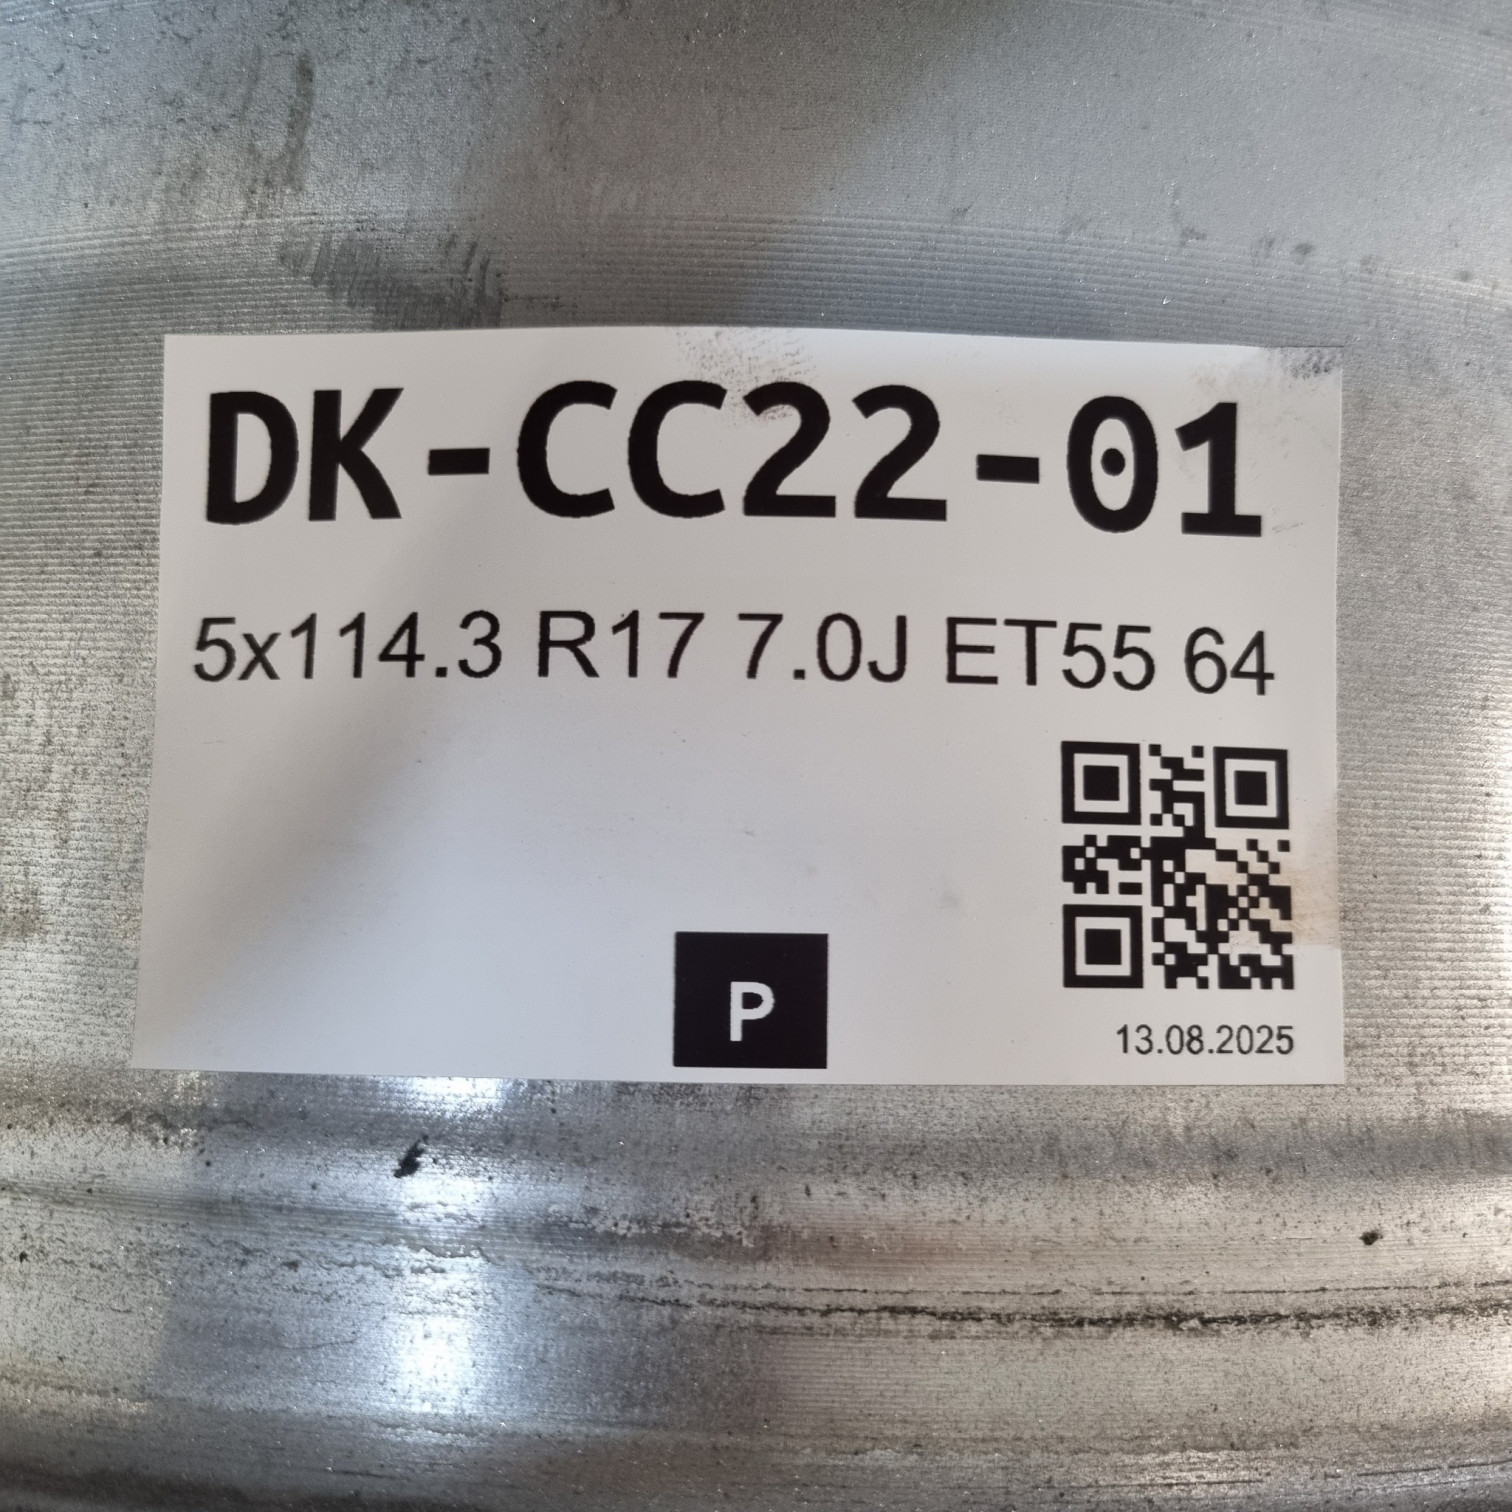 DK-CC22-01
5x114.3 R17 7.0J ET55 64
P
13.08.2025